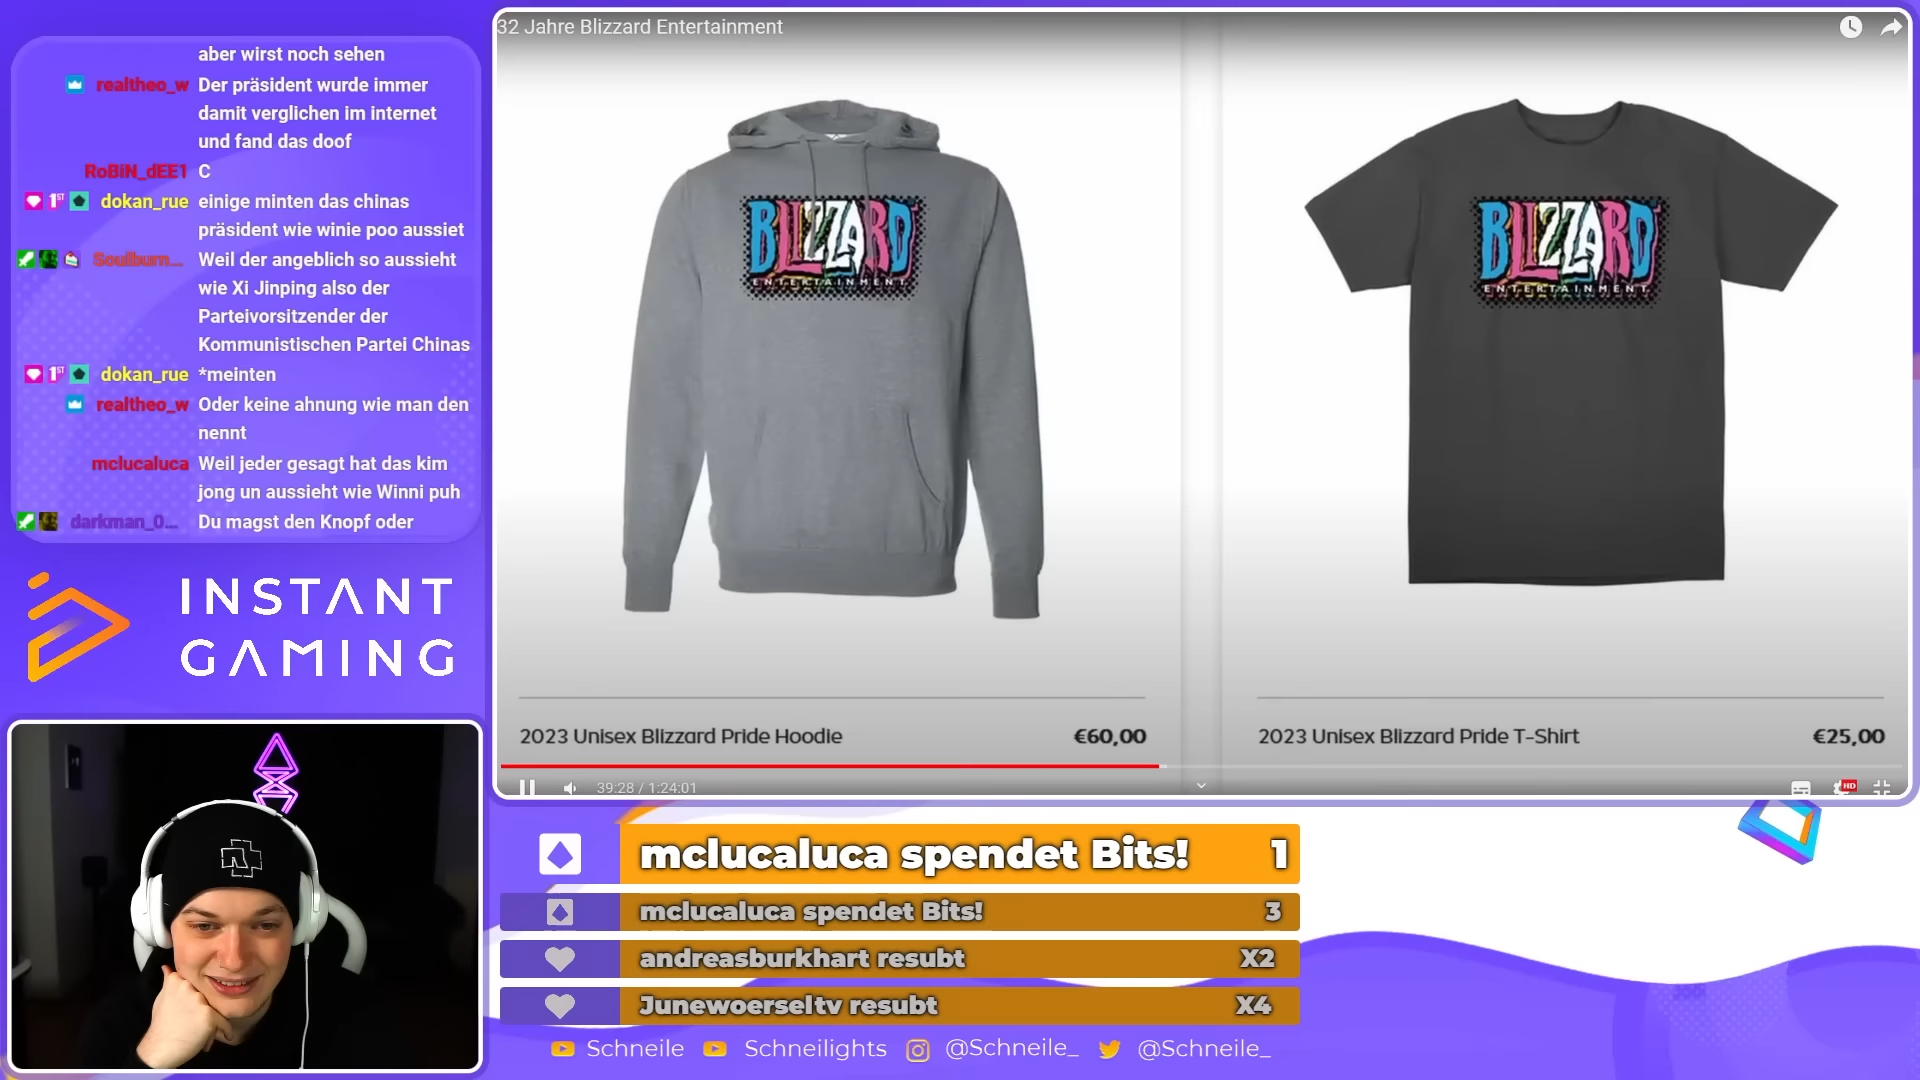 aber wirst noch sehen
realtheo_w Der präsident wurde immer
damit verglichen im internet
und fand das doof
RoBiN_dEE1 C
1ST dokan_rue einige minten das chinas
präsident wie winie poo aussiet
Soulburn... Weil der angeblich so aussieht
wie Xi Jinping also der
Parteivorsitzender der
Kommunistischen Partei Chinas
1ST dokan_rue *meinten
realtheo_w Oder keine ahnung wie man den
nennt
mclucaluca Weil jeder gesagt hat das kim
jong un aussieht wie Winni puh
darkman_0... Du magst den Knopf oder
INSTANT
GAMING
32 Jahre Blizzard Entertainment
BLIZZARD
ENTERTAINMENT
BLIZZARD
ENTERTAINMENT
2023 Unisex Blizzard Pride Hoodie €60,00
2023 Unisex Blizzard Pride T-Shirt €25,00
39:28 / 1:24:01
HD
mclucaluca spendet Bits! 1
mclucaluca spendet Bits! 3
andreasburkhart resubt X2
Junewoerseltv resubt X4
Schneile Schneilights @Schneile_ @Schneile_